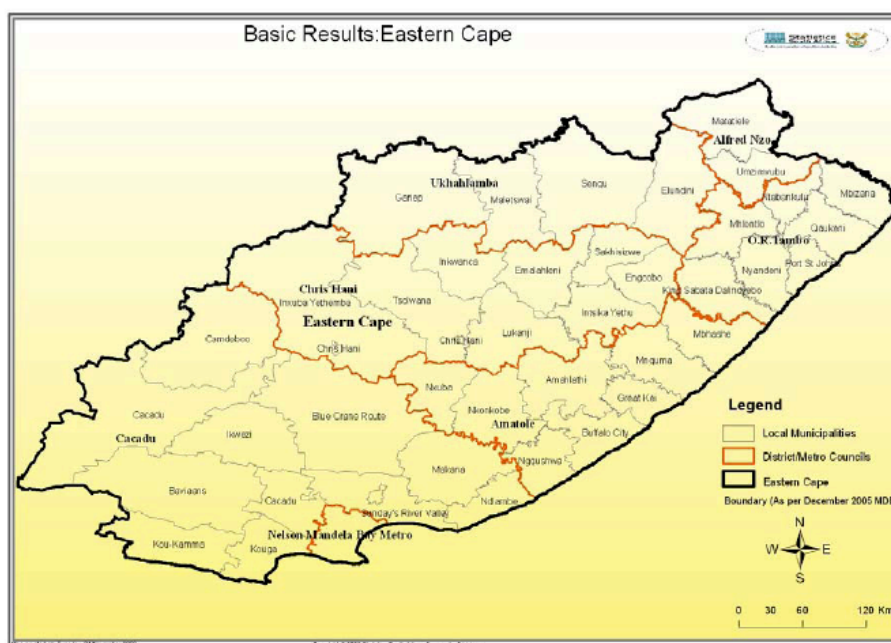 Basic Results:Eastern Cape
Statistics
Matatiele
Alfred Nzo
Umzimvubu
Ukhahlamba
Senqu
Elundini
Gariep
Maletswai
Ntabankulu
Mbizana
Mhlontlo
Qaukeni
O.R.Tambo
Port St John
Nyandeni
King Sabata Dalindyebo
Sakhisizwe
Inkwanca
Emalahleni
Engcobo
Chris Hani
Inxuba Yethemba
Tsolwana
Intsika Yethu
Eastern Cape
Lukanji
Mbhashe
Chris Hani
Chris Hani
Camdeboo
Mnquma
Amahlathi
Nxuba
Great Kei
Nkonkobe
Blue Crane Route
Cacadu
Amatole
Ikwezi
Buffalo City
Cacadu
Makana
Nggushwa
Baviaans
Cacadu
Ndlambe
Sunday's River Valley
Nelson Mandela Bay Metro
Kou-Kamma
Kouga
Legend
Local Municipalities
District/Metro Councils
Eastern Cape
Boundary (As per December 2005 MDB
N
W
E
S
0 30 60 120 Km